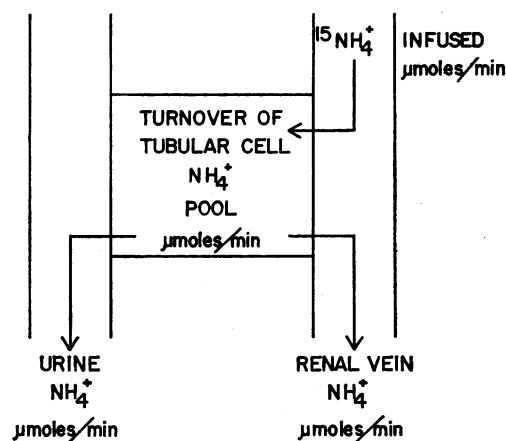 ¹⁵NH₄⁺ INFUSED
µmoles/min
TURNOVER OF
TUBULAR CELL
NH₄⁺
POOL
µmoles/min
URINE
NH₄⁺
µmoles/min
RENAL VEIN
NH₄⁺
µmoles/min